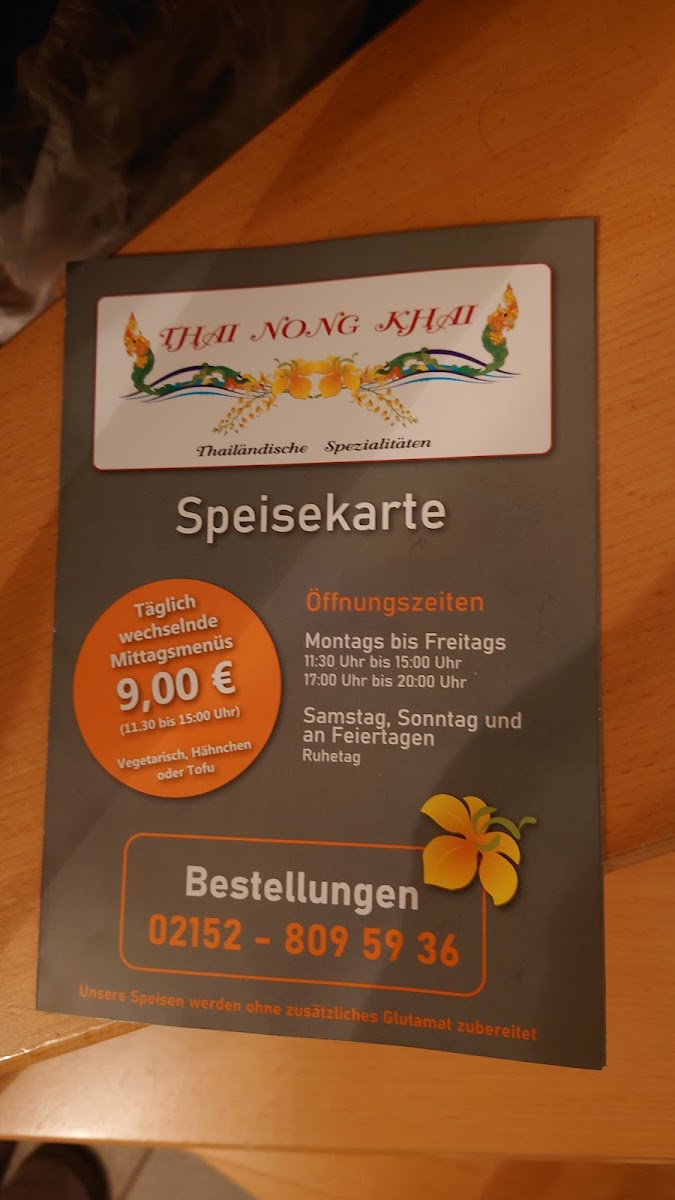 THAI NONG KHAI
Thailändische Spezialitäten
Speisekarte
Täglich
wechselnde
Mittagsmenüs
9,00 €
(11.30 bis 15:00 Uhr)
Vegetarisch, Hähnchen
oder Tofu
Öffnungszeiten
Montags bis Freitags
11:30 Uhr bis 15:00 Uhr
17:00 Uhr bis 20:00 Uhr
Samstag, Sonntag und
an Feiertagen
Ruhetag
Bestellungen
02152 - 809 59 36
Unsere Speisen werden ohne zusätzliches Glutamat zubereitet